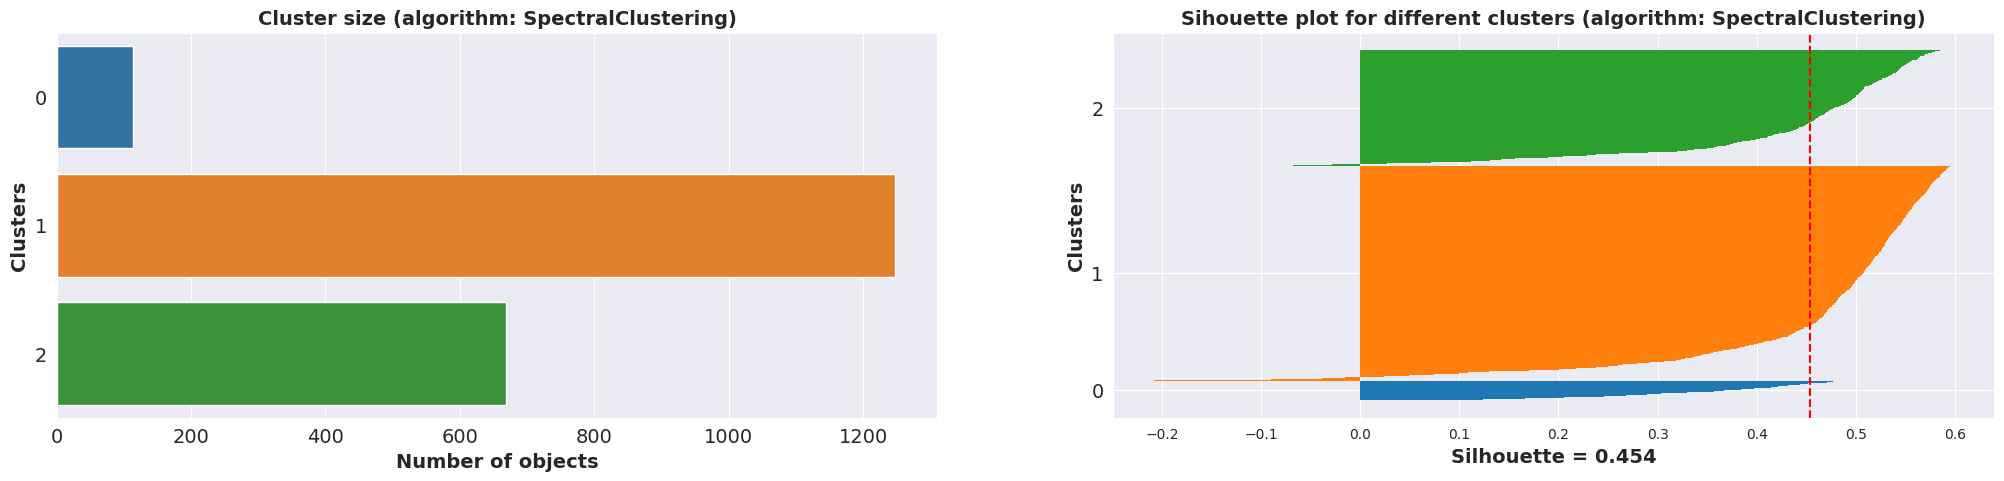 Cluster size (algorithm: SpectralClustering)
Clusters
0
1
2
0 200 400 600 800 1000 1200
Number of objects
Sihouette plot for different clusters (algorithm: SpectralClustering)
Clusters
2
1
0
−0.2 −0.1 0.0 0.1 0.2 0.3 0.4 0.5 0.6
Silhouette = 0.454